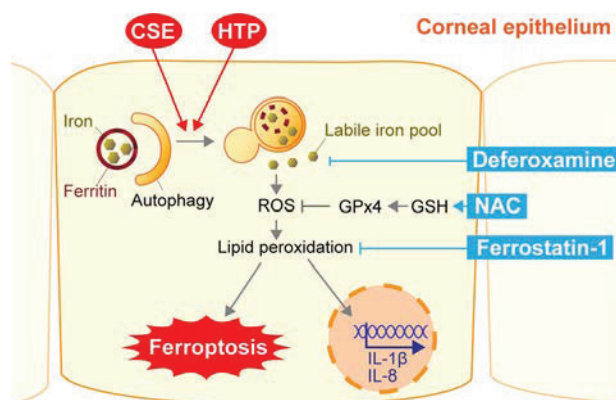 CSE
HTP
Corneal epithelium
Iron
Ferritin
Autophagy
Labile iron pool
Deferoxamine
ROS
GPx4
GSH
NAC
Lipid peroxidation
Ferrostatin-1
Ferroptosis
IL-1β
IL-8